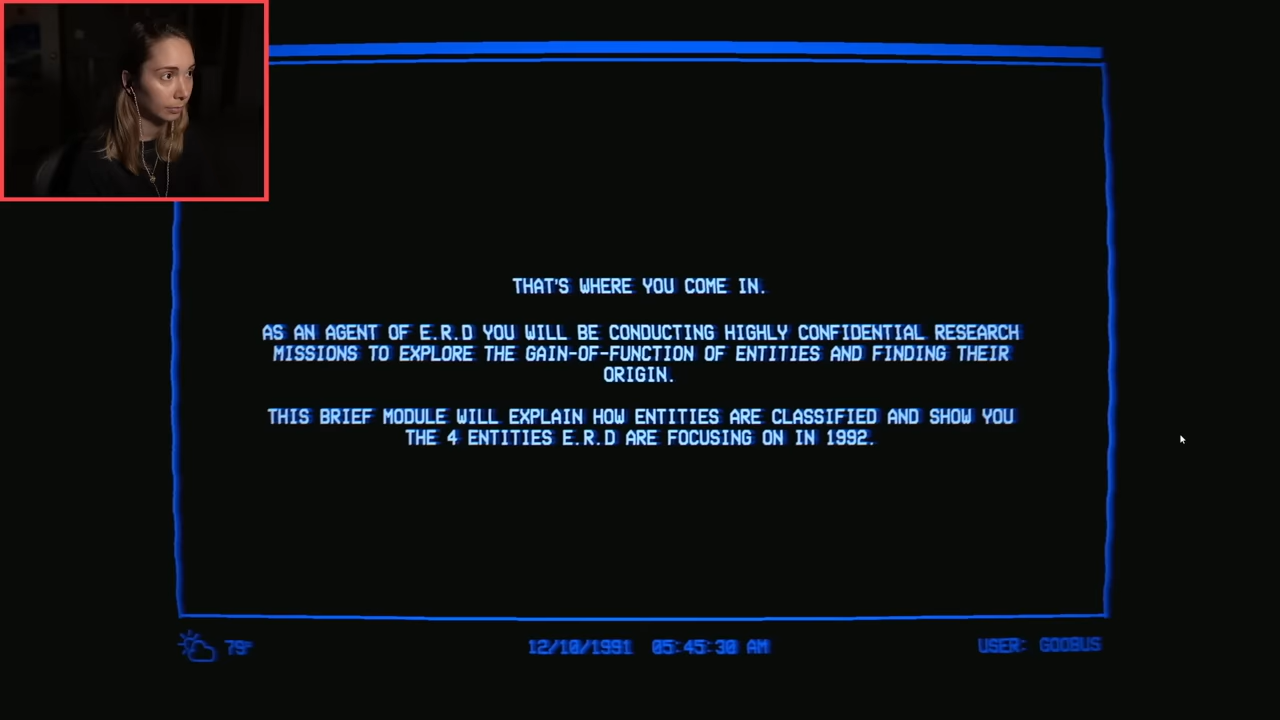 THAT'S WHERE YOU COME IN.
AS AN AGENT OF E.R.D YOU WILL BE CONDUCTING HIGHLY CONFIDENTIAL RESEARCH
MISSIONS TO EXPLORE THE GAIN-OF-FUNCTION OF ENTITIES AND FINDING THEIR
ORIGIN.
THIS BRIEF MODULE WILL EXPLAIN HOW ENTITIES ARE CLASSIFIED AND SHOW YOU
THE 4 ENTITIES E.R.D ARE FOCUSING ON IN 1992.
79° 12/10/1991 05:45:30 AM USER: GOOBUS